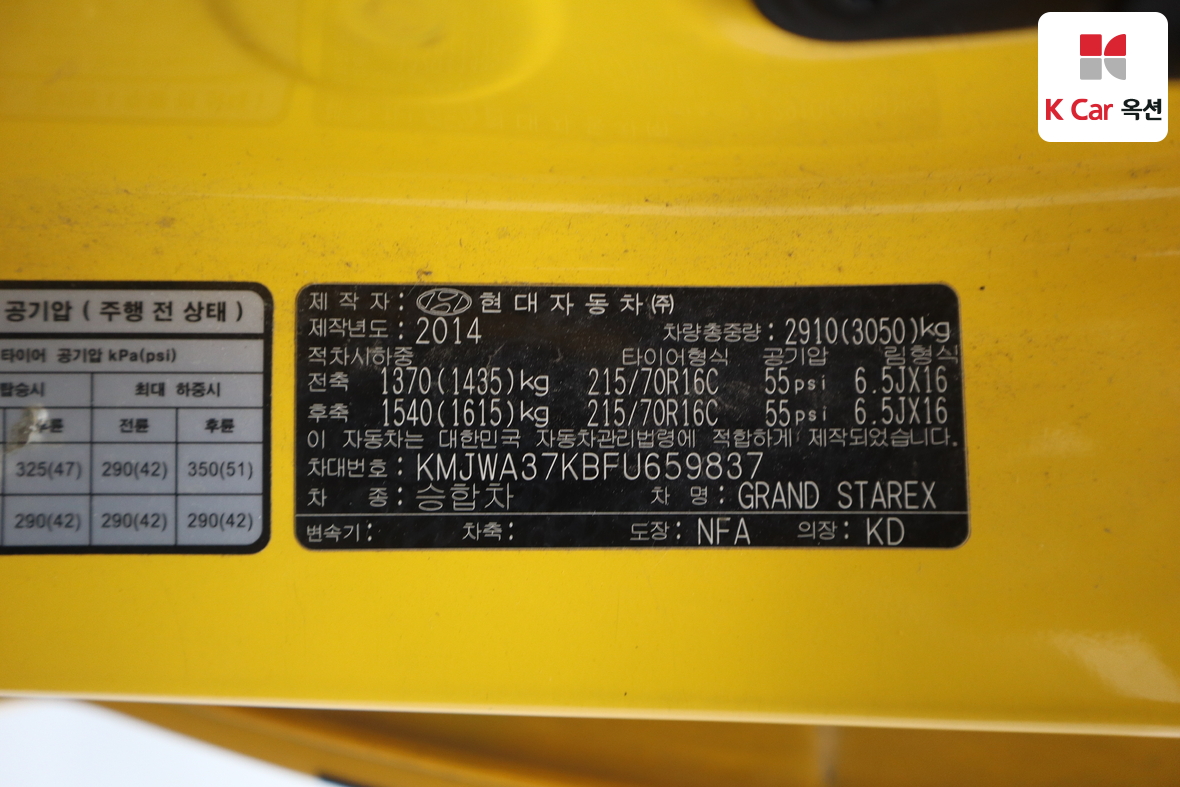 K Car 옥션
공기압 ( 주행 전 상태 )
타이어 공기압 kPa(psi)
탑승시 최대 하중시
후륜 전륜 후륜
325(47) 290(42) 350(51)
290(42) 290(42) 290(42)
제 작 자 : 현대자동차㈜
제작년도 : 2014 차량총중량 : 2910(3050)kg
적차시하중 타이어형식 공기압 림형식
전축 1370(1435)kg 215/70R16C 55psi 6.5JX16
후축 1540(1615)kg 215/70R16C 55psi 6.5JX16
이 자동차는 대한민국 자동차관리법령에 적합하게 제작되었습니다.
차대번호 : KMJWA37KBFU659837
차 종 : 승합차 차 명 : GRAND STAREX
변속기 : 차축 : 도장 : NFA 의장 : KD